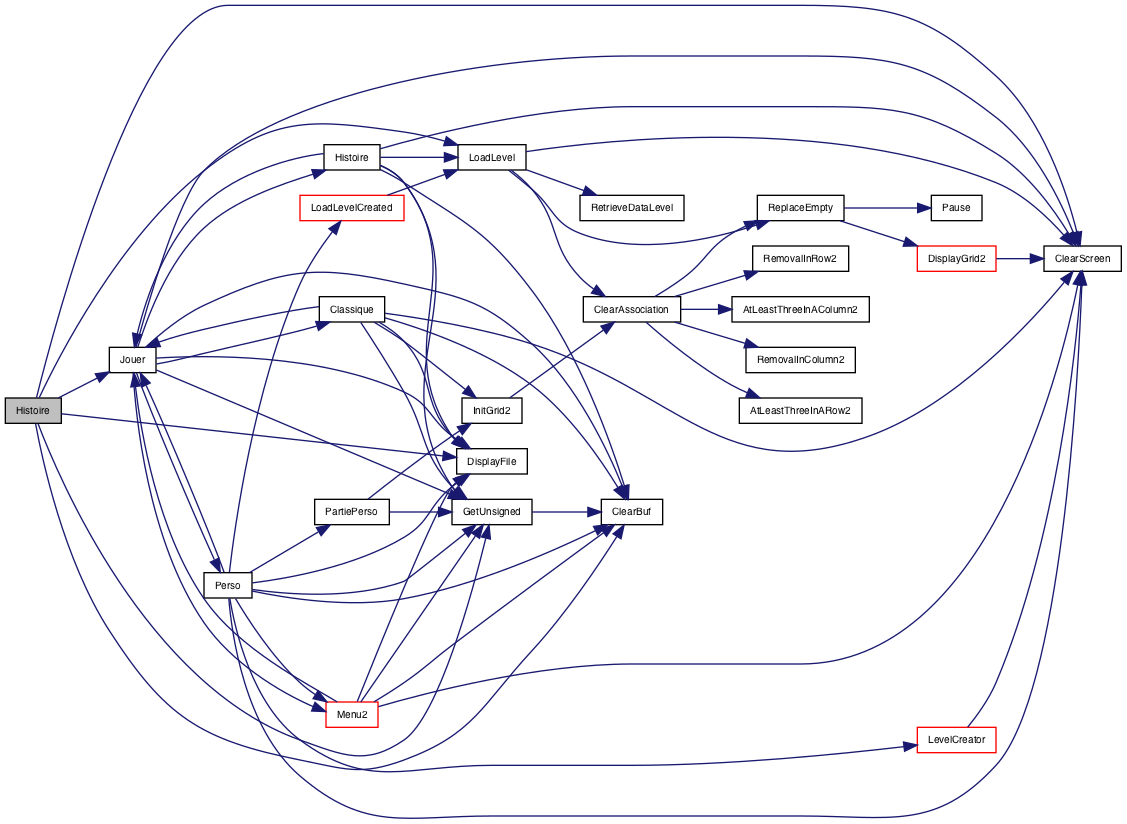 Histoire
LoadLevel
LoadLevelCreated
RetrieveDataLevel
ReplaceEmpty
Pause
RemovalInRow2
DisplayGrid2
ClearScreen
Classique
ClearAssociation
AtLeastThreeInAColumn2
Jouer
RemovalInColumn2
Histoire
InitGrid2
AtLeastThreeInARow2
DisplayFile
PartiePerso
GetUnsigned
ClearBuf
Perso
Menu2
LevelCreator